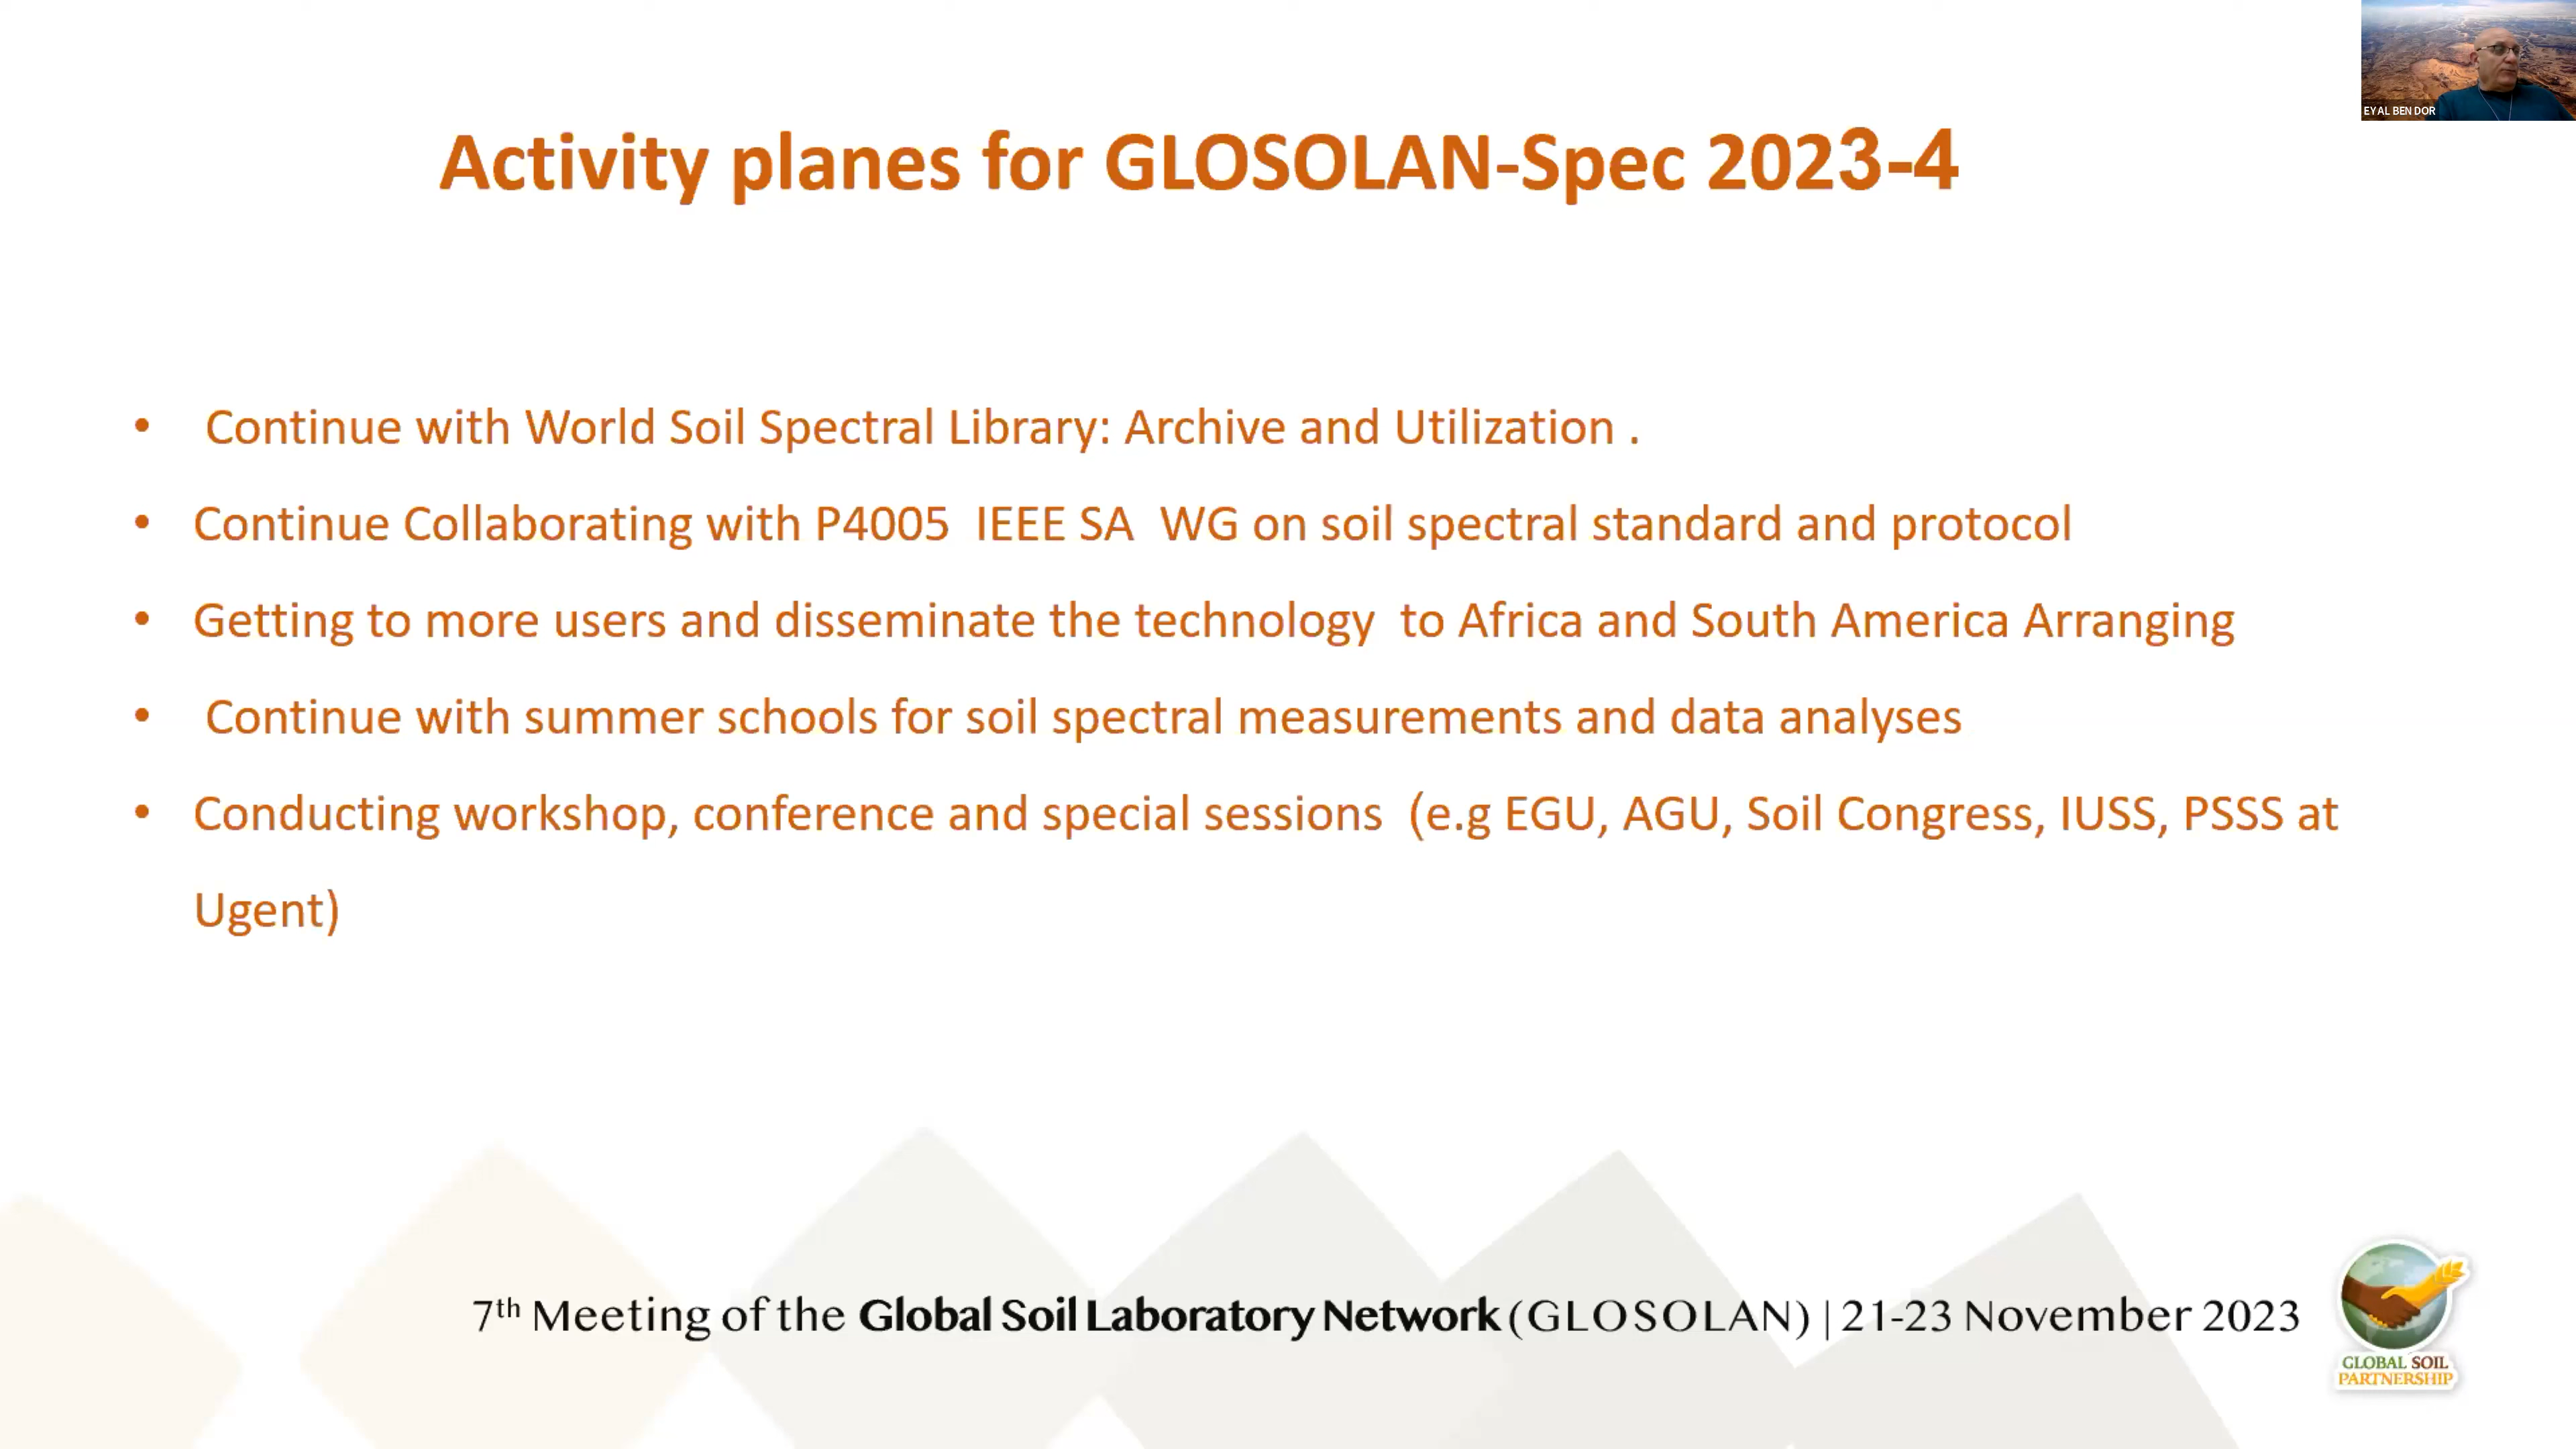 EYAL BEN DOR
Activity planes for GLOSOLAN-Spec 2023-4
• Continue with World Soil Spectral Library: Archive and Utilization .
• Continue Collaborating with P4005 IEEE SA WG on soil spectral standard and protocol
• Getting to more users and disseminate the technology to Africa and South America Arranging
• Continue with summer schools for soil spectral measurements and data analyses
• Conducting workshop, conference and special sessions (e.g EGU, AGU, Soil Congress, IUSS, PSSS at
Ugent)
7th Meeting of the Global Soil Laboratory Network (GLOSOLAN) | 21-23 November 2023
GLOBAL SOIL
PARTNERSHIP